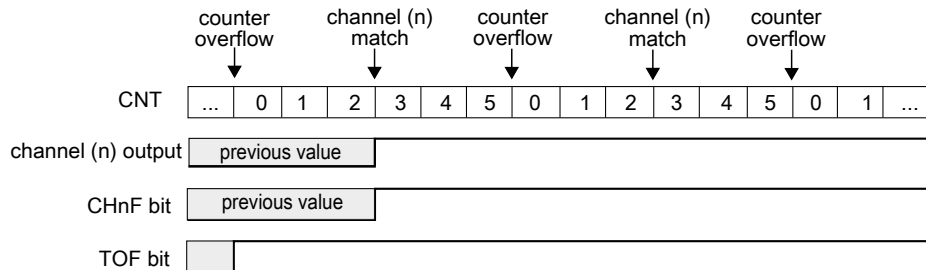 counter overflow
channel (n) match
counter overflow
channel (n) match
counter overflow
CNT ... 0 1 2 3 4 5 0 1 2 3 4 5 0 1 ...
channel (n) output previous value
CHnF bit previous value
TOF bit